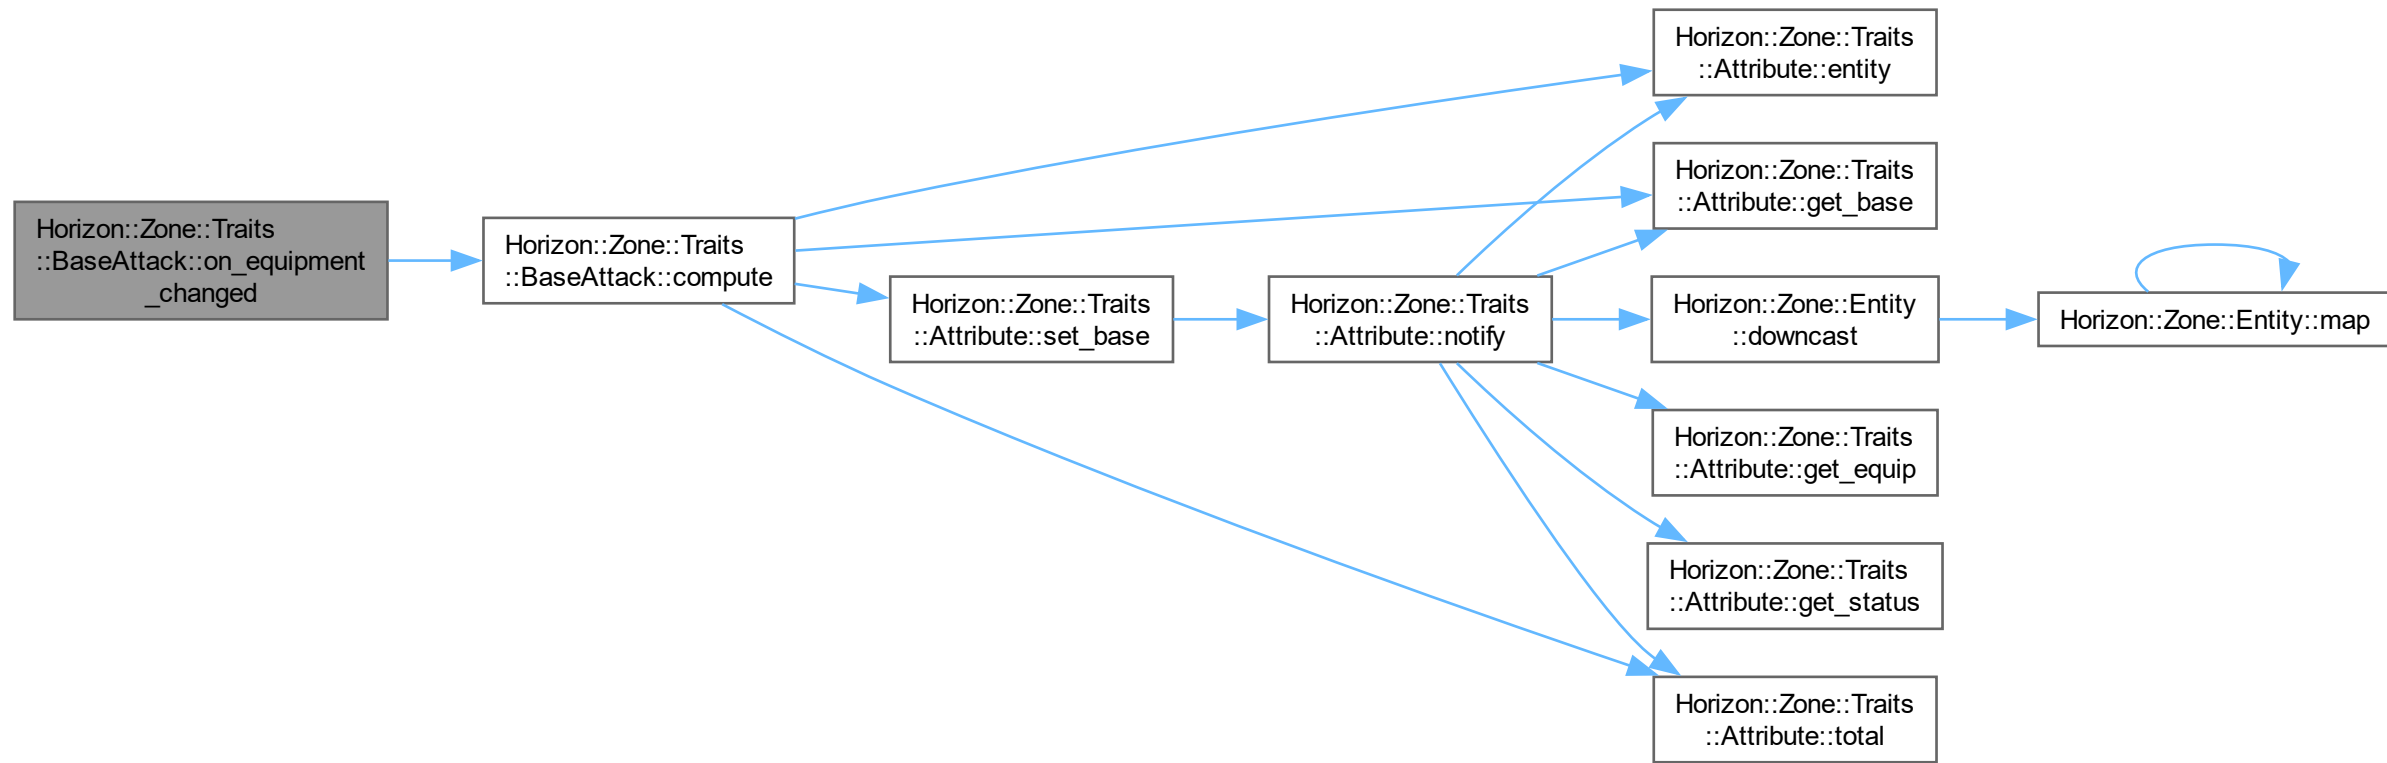 Horizon::Zone::Traits
::BaseAttack::on_equipment
_changed
Horizon::Zone::Traits
::BaseAttack::compute
Horizon::Zone::Traits
::Attribute::set_base
Horizon::Zone::Traits
::Attribute::notify
Horizon::Zone::Traits
::Attribute::entity
Horizon::Zone::Traits
::Attribute::get_base
Horizon::Zone::Entity
::downcast
Horizon::Zone::Traits
::Attribute::get_equip
Horizon::Zone::Traits
::Attribute::get_status
Horizon::Zone::Traits
::Attribute::total
Horizon::Zone::Entity::map